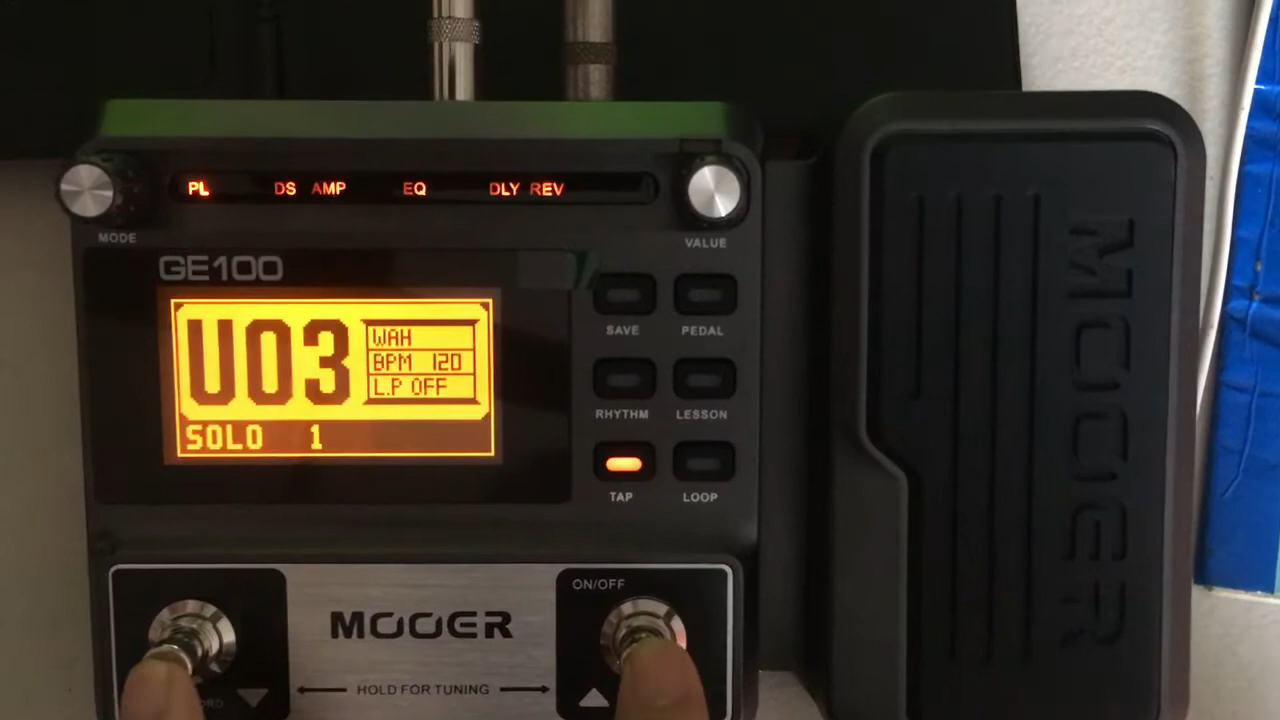 PL DS AMP EQ DLY REV
MODE
VALUE
GE100
U03
WAH
BPM 120
L.P OFF
SOLO 1
SAVE
PEDAL
RHYTHM
LESSON
TAP
LOOP
ON/OFF
MOOER
HOLD FOR TUNING
MOOER